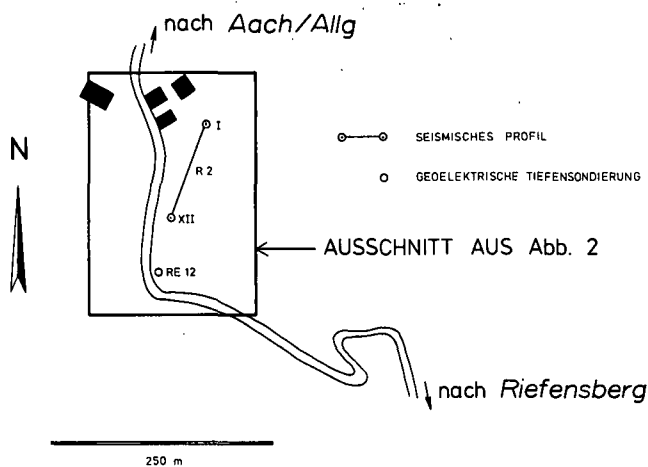 nach Aach/Allg
N
I
R 2
XII
RE 12
SEISMISCHES PROFIL
GEOELEKTRISCHE TIEFENSONDIERUNG
AUSSCHNITT AUS Abb. 2
nach Riefensberg
250 m